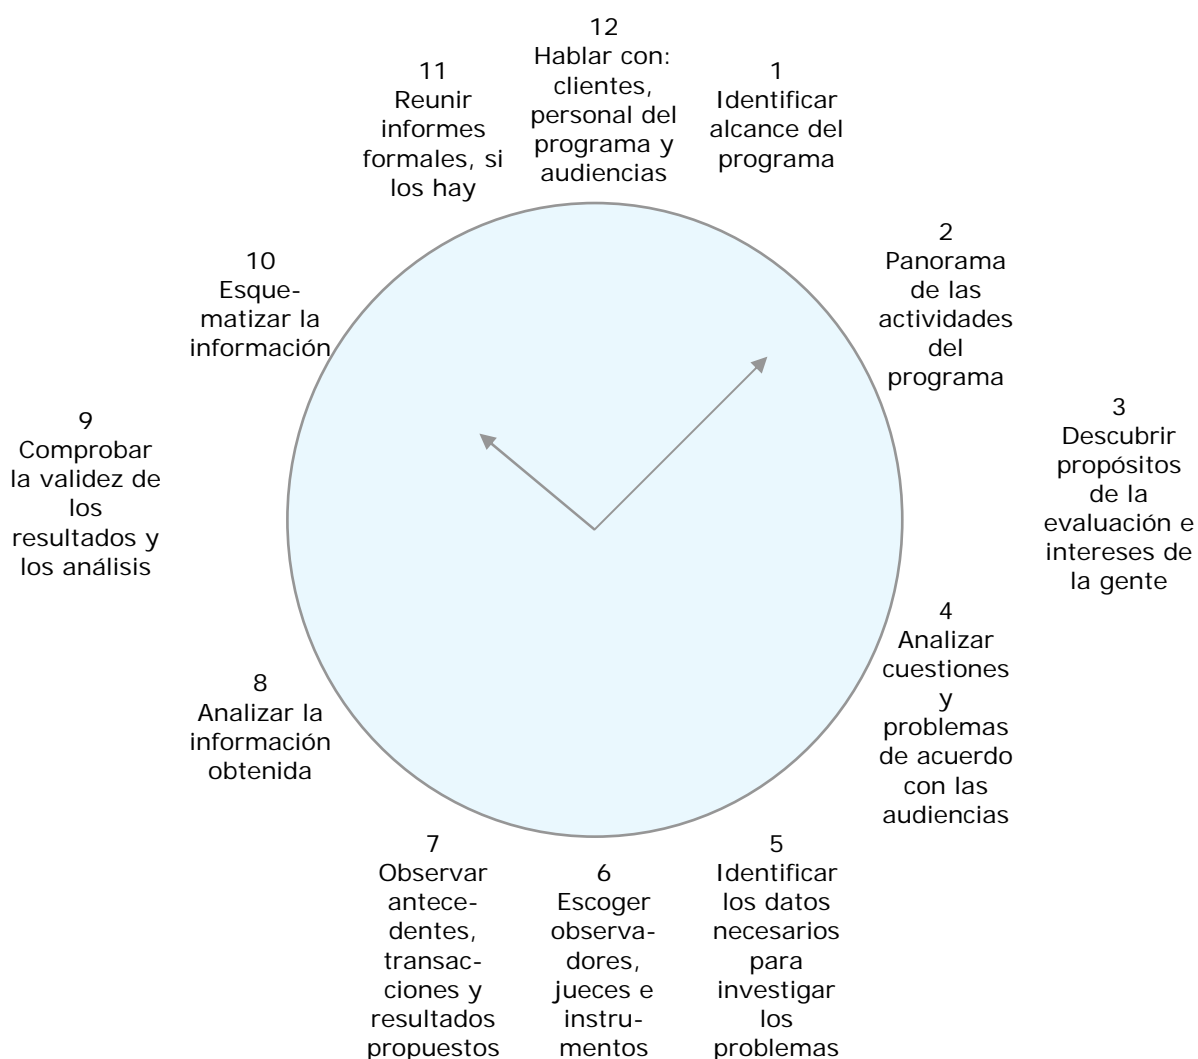 12
Hablar con:
clientes,
personal del
programa y
audiencias
1
Identificar
alcance del
programa
2
Panorama
de las
actividades
del
programa
3
Descubrir
propósitos
de la
evaluación e
intereses de
la gente
4
Analizar
cuestiones
y
problemas
de acuerdo
con las
audiencias
5
Identificar
los datos
necesarios
para
investigar
los
problemas
6
Escoger
observa-
dores,
jueces e
instru-
mentos
7
Observar
antece-
dentes,
transac-
ciones y
resultados
propuestos
8
Analizar la
información
obtenida
9
Comprobar
la validez de
los
resultados y
los análisis
10
Esque-
matizar la
información
11
Reunir
informes
formales, si
los hay